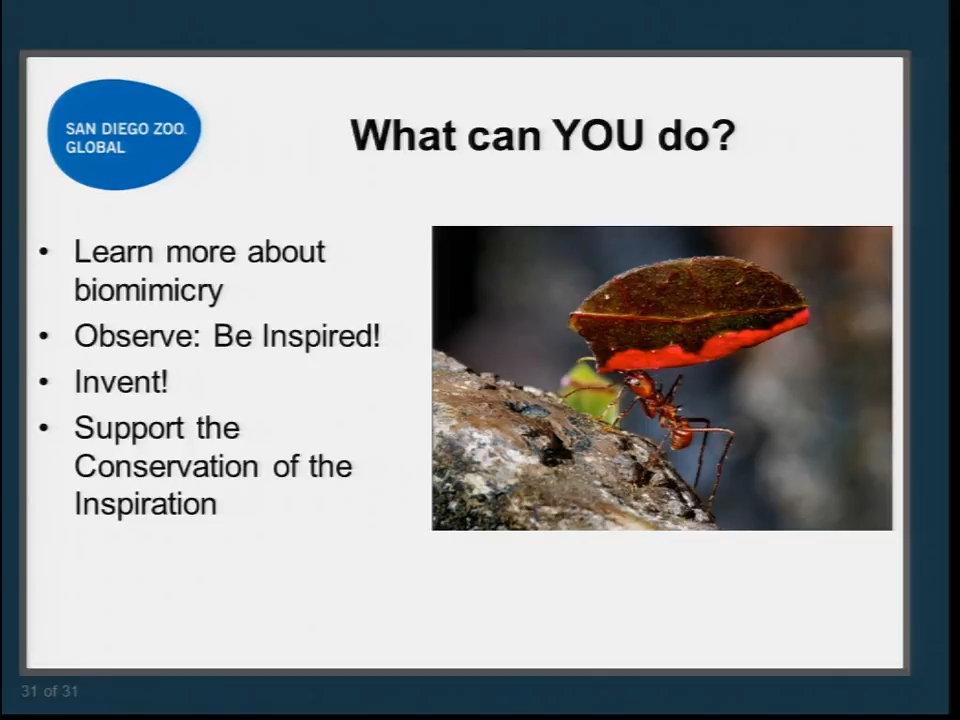 SAN DIEGO ZOO.
GLOBAL
What can YOU do?
• Learn more about
biomimicry
• Observe: Be Inspired!
• Invent!
• Support the
Conservation of the
Inspiration
31 of 31